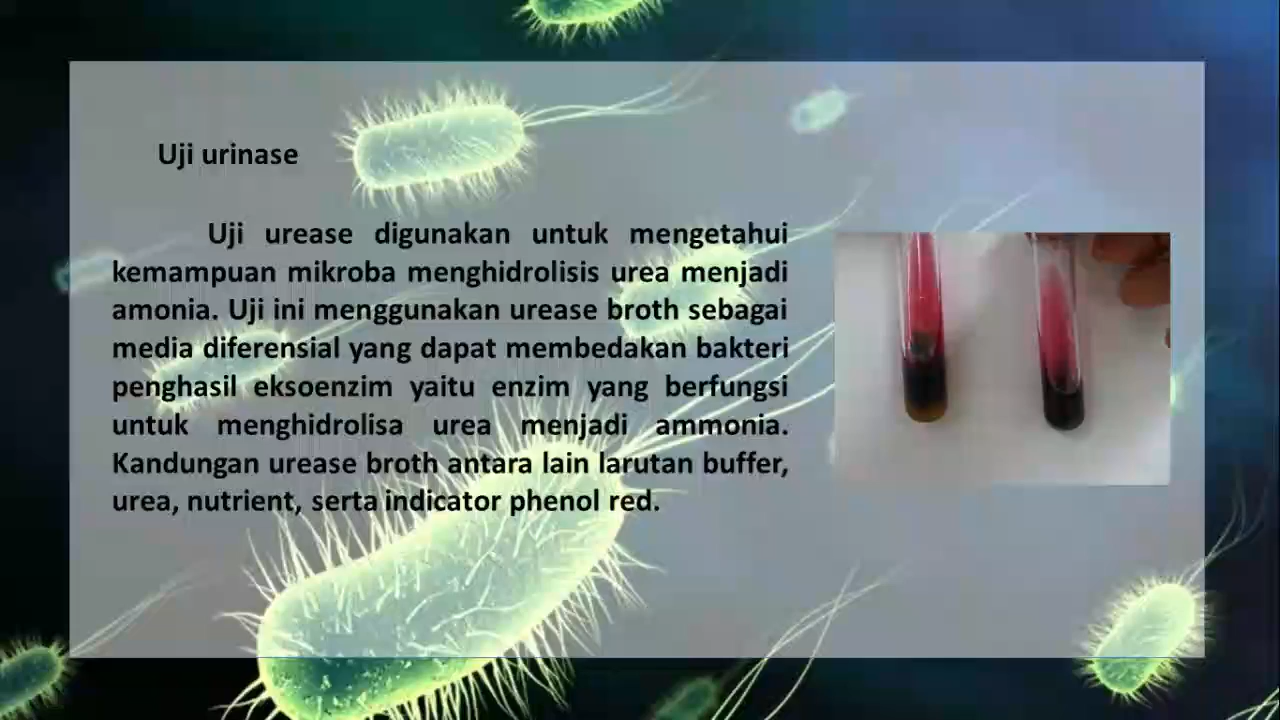 Uji urinase
Uji urease digunakan untuk mengetahui
kemampuan mikroba menghidrolisis urea menjadi
amonia. Uji ini menggunakan urease broth sebagai
media diferensial yang dapat membedakan bakteri
penghasil eksoenzim yaitu enzim yang berfungsi
untuk menghidrolisa urea menjadi ammonia.
Kandungan urease broth antara lain larutan buffer,
urea, nutrient, serta indicator phenol red.